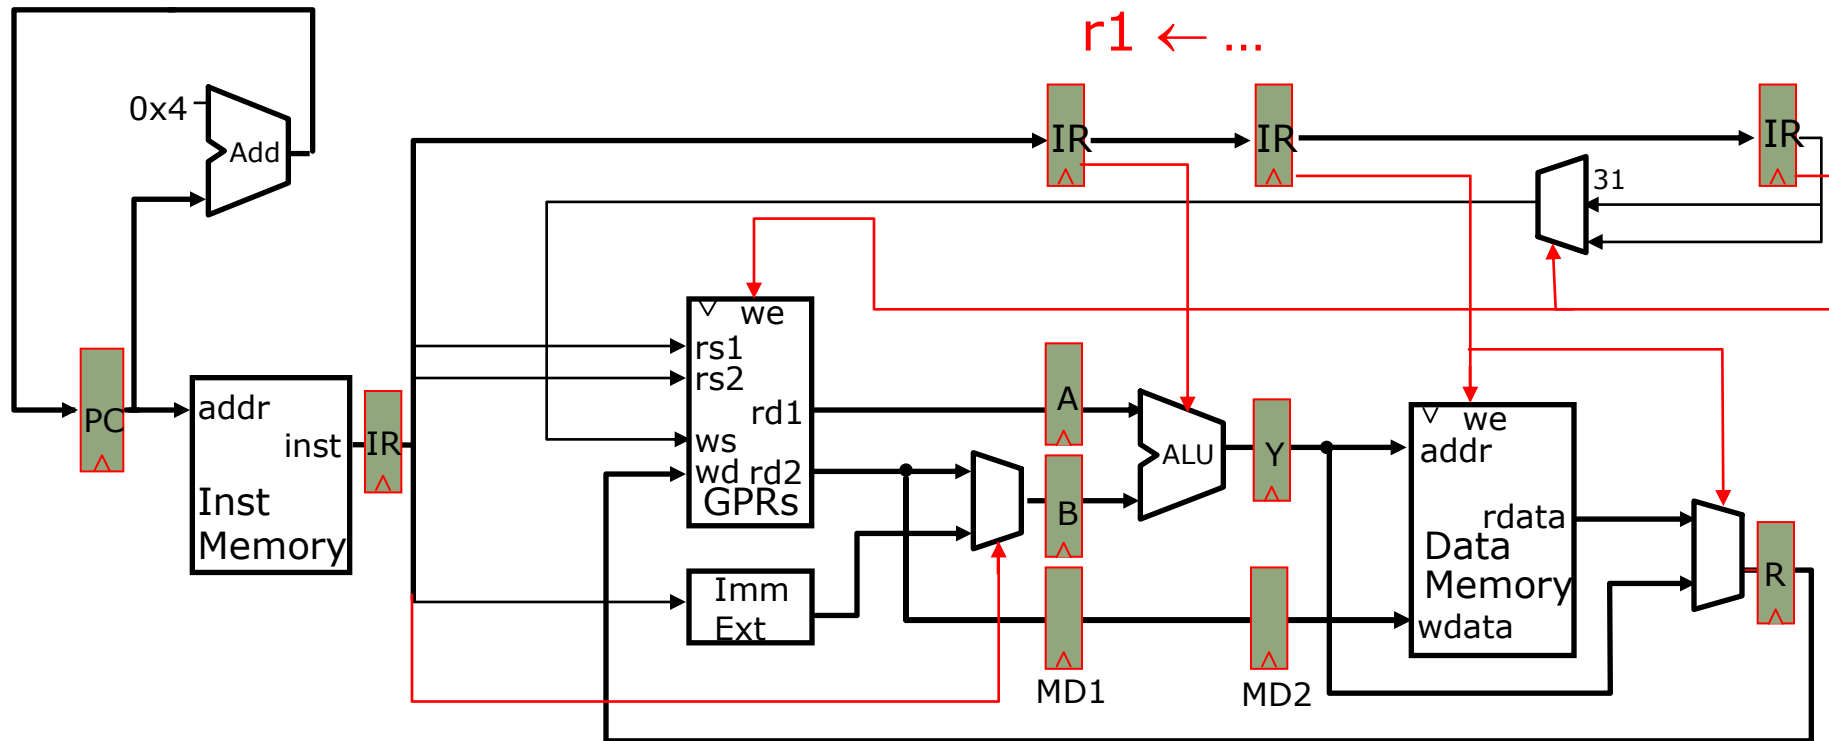 r1 ← ...
0x4
Add
IR
IR
IR
31
we
rs1
rs2
rd1
ws
wd rd2
GPRs
PC
addr
inst
Inst
Memory
IR
A
B
ALU
Y
we
addr
rdata
Data
Memory
wdata
R
Imm
Ext
MD1
MD2